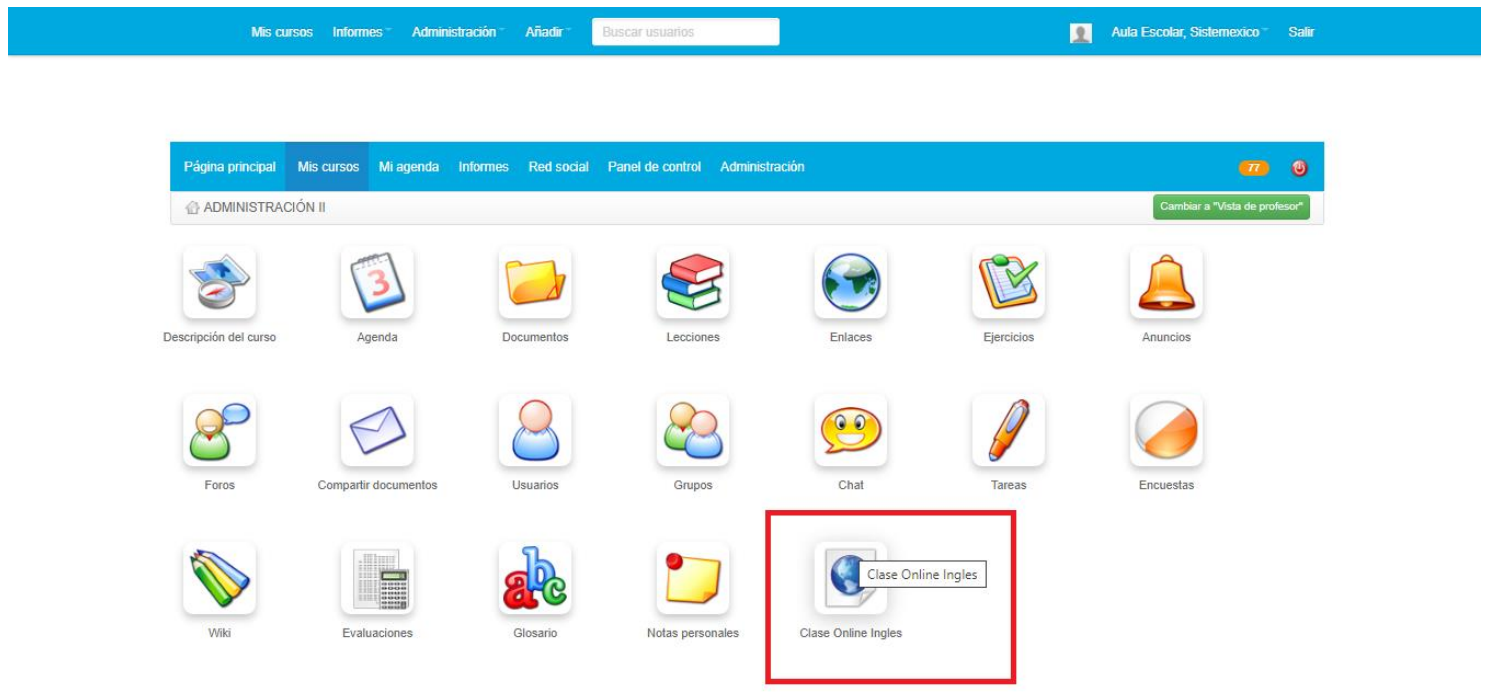 Mis cursos Informes Administración Añadir Buscar usuarios Aula Escolar, Sistemexico Salir
Página principal Mis cursos Mi agenda Informes Red social Panel de control Administración 77
ADMINISTRACIÓN II Cambiar a "Vista de profesor"
3
Descripción del curso Agenda Documentos Lecciones Enlaces Ejercicios Anuncios
Foros Compartir documentos Usuarios Grupos Chat Tareas Encuestas
abc Clase Online Ingles
Wiki Evaluaciones Glosario Notas personales Clase Online Ingles